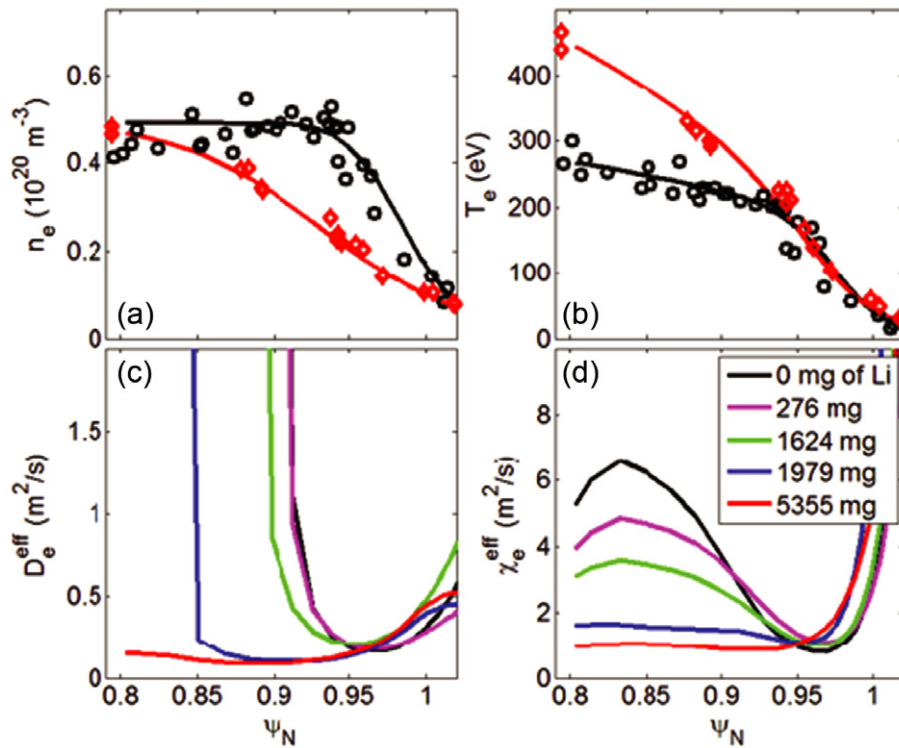 (a)
n_e (10^20 m^-3)
0.6
0.4
0.2
0
(b)
T_e (eV)
400
300
200
100
0
(c)
D_e^eff (m^2/s)
1.5
1
0.5
0
0.8 0.85 0.9 0.95 1
Ψ_N
(d)
χ_e^eff (m^2/s)
8
6
4
2
0
0 mg of Li
276 mg
1624 mg
1979 mg
5355 mg
0.8 0.85 0.9 0.95 1
Ψ_N